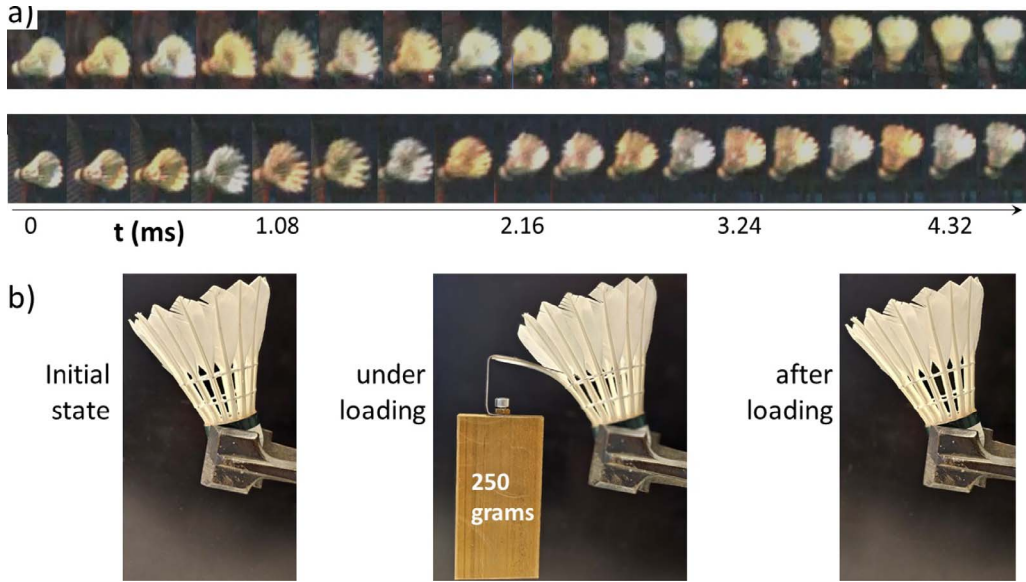 a)
0
t (ms)
1.08
2.16
3.24
4.32
b)
Initial
state
under
loading
250
grams
after
loading